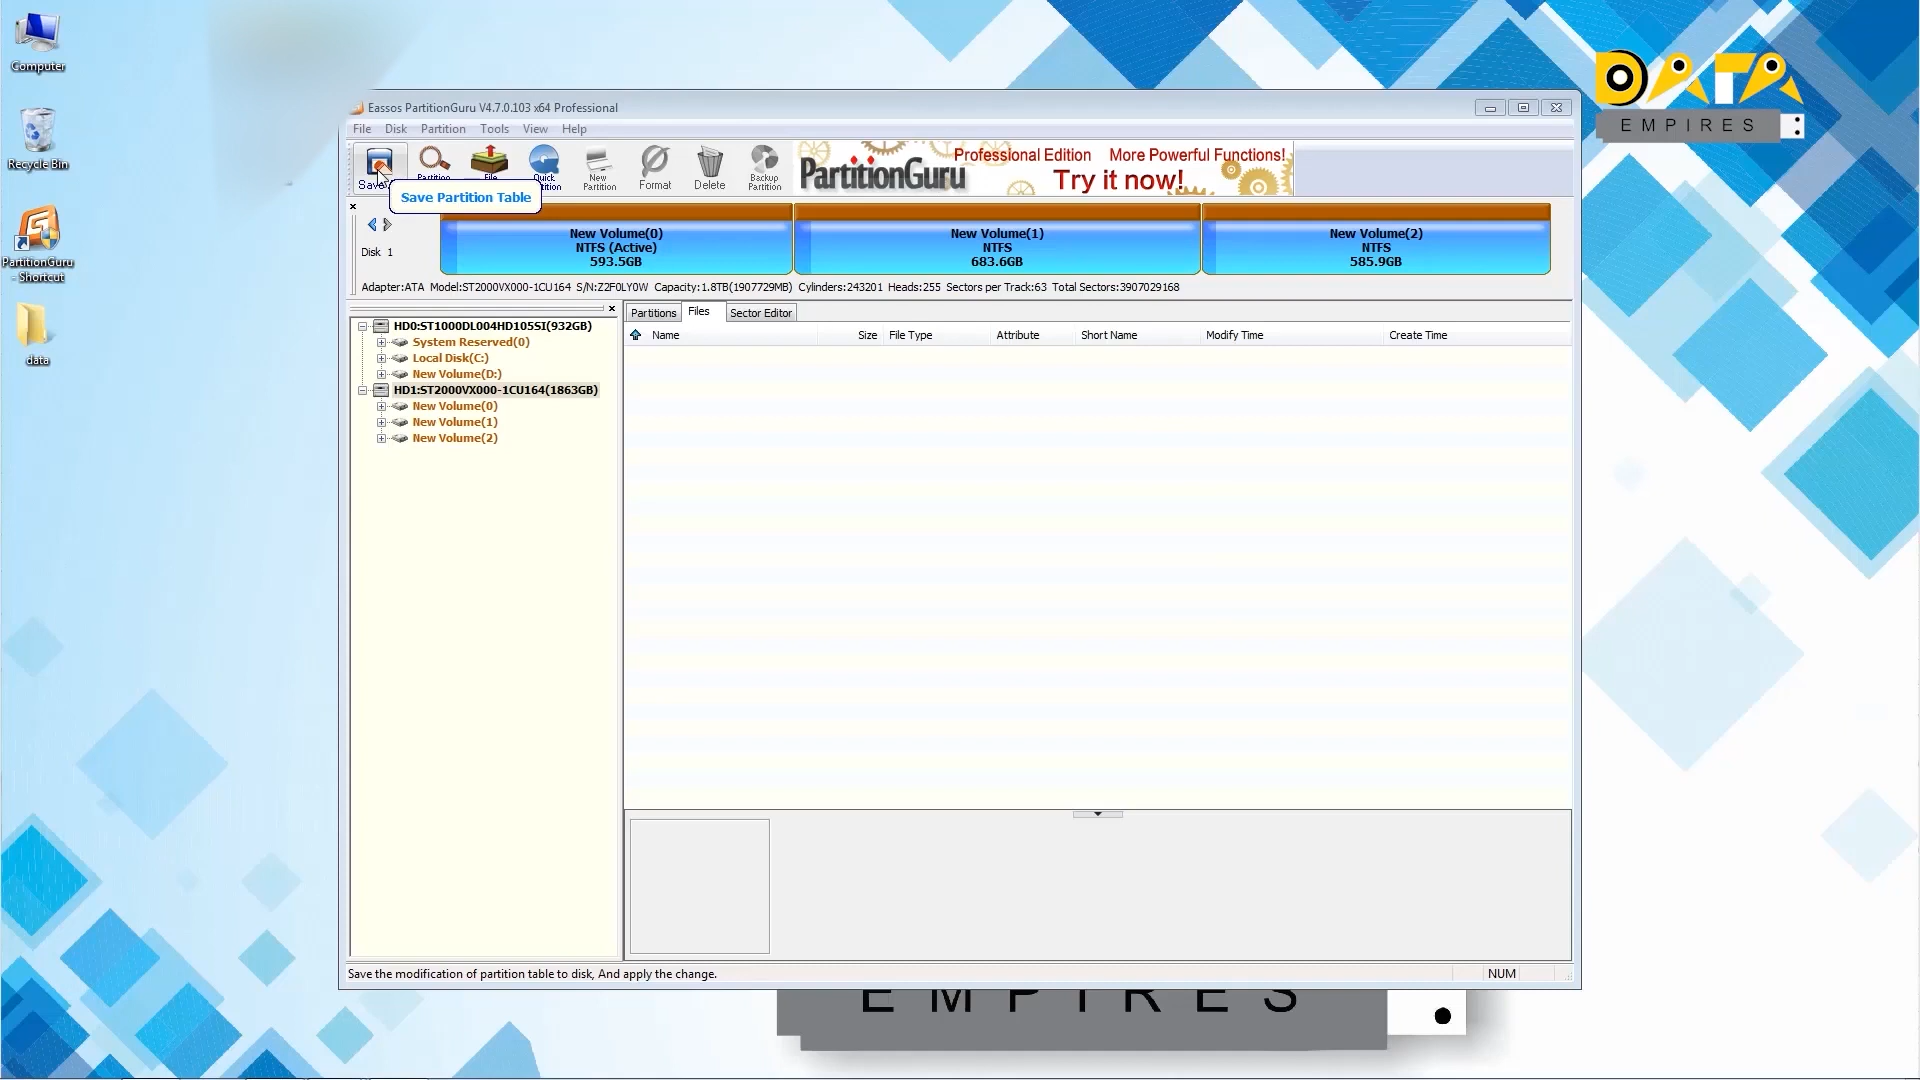 Computer
Recycle Bin
PartitionGuru
- Shortcut
data
DATA
EMPIRES
Eassos PartitionGuru V4.7.0.103 x64 Professional
File Disk Partition Tools View Help
Save
Partition
File
Quick
New
Partition
Format
Delete
Backup
Partition
PartitionGuru
Professional Edition More Powerful Functions!
Try it now!
Save Partition Table
Disk 1
New Volume(0)
NTFS (Active)
593.5GB
New Volume(1)
NTFS
683.6GB
New Volume(2)
NTFS
585.9GB
Adapter:ATA Model:ST2000VX000-1CU164 S/N:Z2F0LY0W Capacity:1.8TB(1907729MB) Cylinders:243201 Heads:255 Sectors per Track:63 Total Sectors:3907029168
HD0:ST1000DL004HD105SI(932GB)
System Reserved(0)
Local Disk(C:)
New Volume(D:)
HD1:ST2000VX000-1CU164(1863GB)
New Volume(0)
New Volume(1)
New Volume(2)
Partitions Files Sector Editor
Name Size File Type Attribute Short Name Modify Time Create Time
Save the modification of partition table to disk, And apply the change.
NUM
EMPIRES